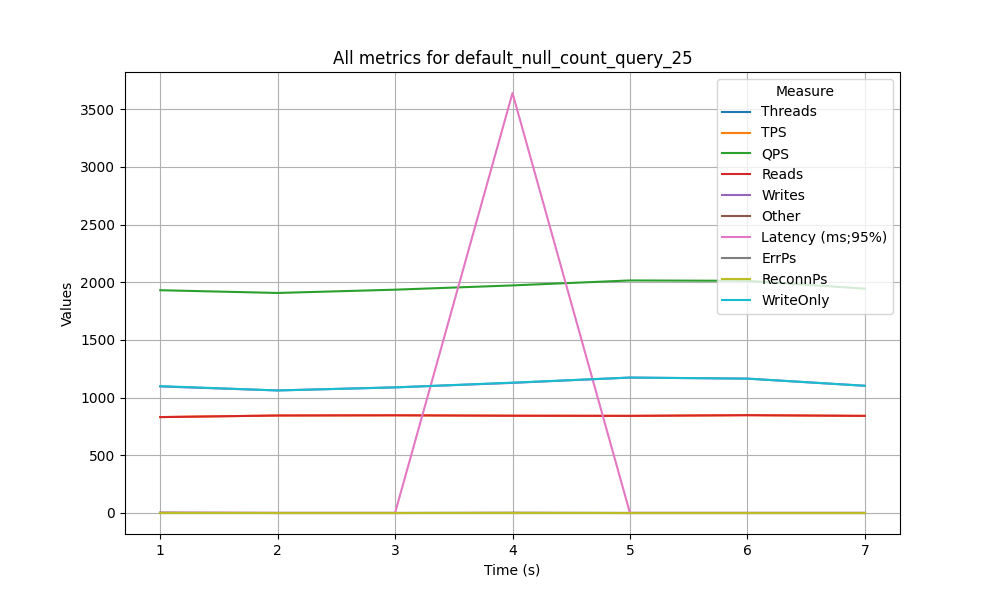 All metrics for default_null_count_query_25
Values
3500
3000
2500
2000
1500
1000
500
0
1 2 3 4 5 6 7
Time (s)
Measure
Threads
TPS
QPS
Reads
Writes
Other
Latency (ms;95%)
ErrPs
ReconnPs
WriteOnly